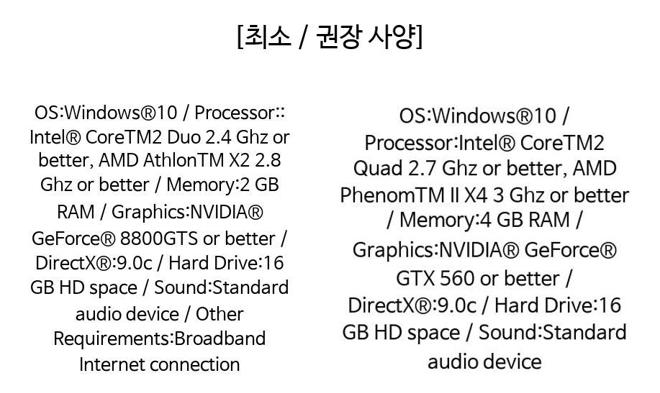 [최소 / 권장 사양]
OS:Windows®10 / Processor::
Intel® CoreTM2 Duo 2.4 Ghz or
better, AMD AthlonTM X2 2.8
Ghz or better / Memory:2 GB
RAM / Graphics:NVIDIA®
GeForce® 8800GTS or better /
DirectX®:9.0c / Hard Drive:16
GB HD space / Sound:Standard
audio device / Other
Requirements:Broadband
Internet connection
OS:Windows®10 /
Processor:Intel® CoreTM2
Quad 2.7 Ghz or better, AMD
PhenomTM II X4 3 Ghz or better
/ Memory:4 GB RAM /
Graphics:NVIDIA® GeForce®
GTX 560 or better /
DirectX®:9.0c / Hard Drive:16
GB HD space / Sound:Standard
audio device